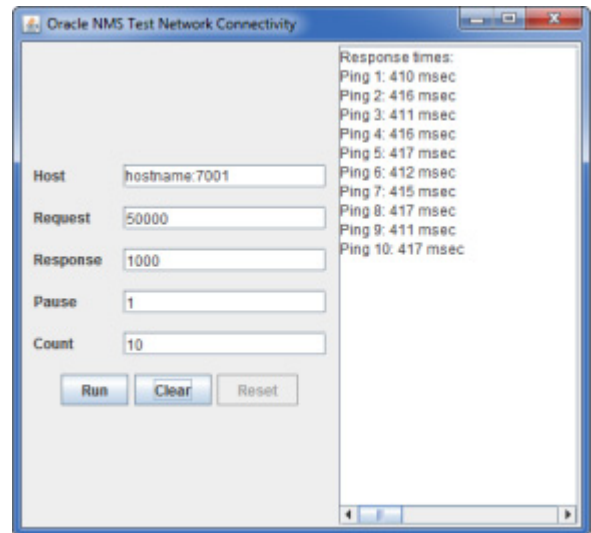 Oracle NMS Test Network Connectivity
Host
hostname:7001
Request
50000
Response
1000
Pause
1
Count
10
Run
Clear
Reset
Response times:
Ping 1: 410 msec
Ping 2: 416 msec
Ping 3: 411 msec
Ping 4: 416 msec
Ping 5: 417 msec
Ping 6: 412 msec
Ping 7: 415 msec
Ping 8: 417 msec
Ping 9: 411 msec
Ping 10: 417 msec